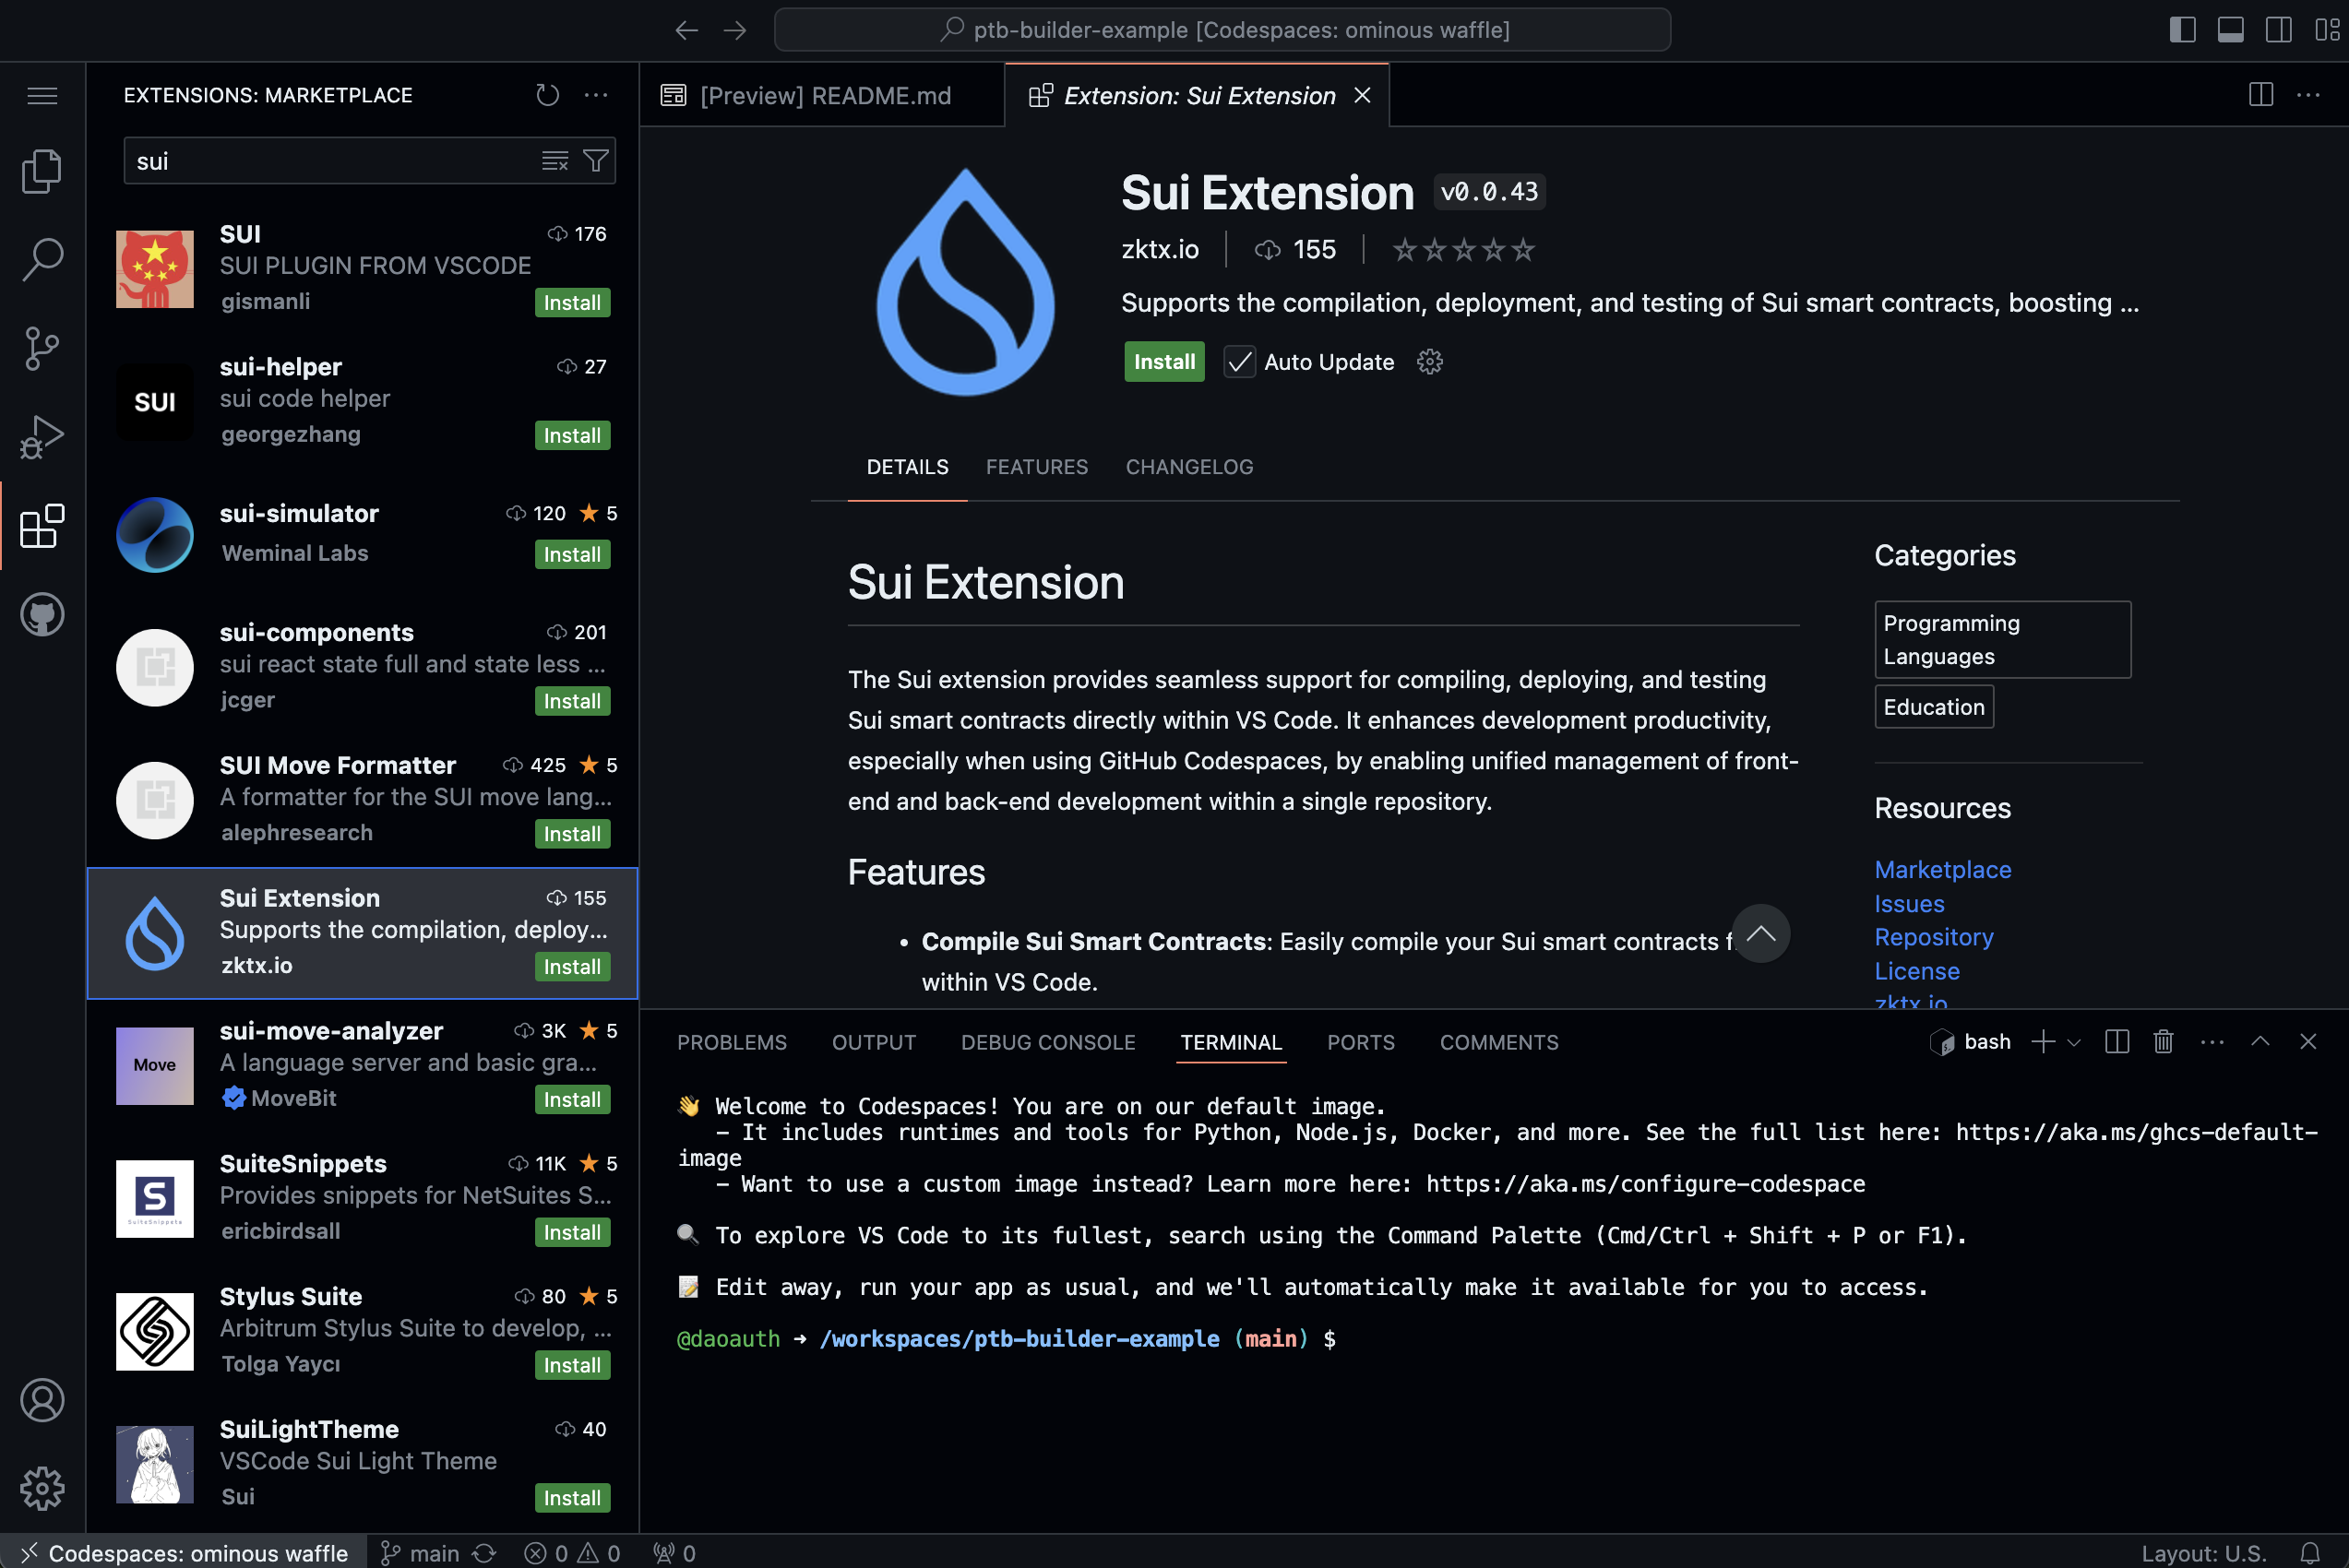 ptb-builder-example [Codespaces: ominous waffle]
EXTENSIONS: MARKETPLACE
sui
SUI
176
SUI PLUGIN FROM VSCODE
gismanli
Install
SUI
sui-helper
27
sui code helper
georgezhang
Install
sui-simulator
120 ★ 5
Weminal Labs
Install
sui-components
201
sui react state full and state less ...
jcger
Install
SUI Move Formatter
425 ★ 5
A formatter for the SUI move lang...
alephresearch
Install
Sui Extension
155
Supports the compilation, deploy...
zktx.io
Install
Move
sui-move-analyzer
3K ★ 5
A language server and basic gra...
MoveBit
Install
S
SuiteSnippets
SuiteSnippets
11K ★ 5
Provides snippets for NetSuites S...
ericbirdsall
Install
Stylus Suite
80 ★ 5
Arbitrum Stylus Suite to develop, ...
Tolga Yaycı
Install
SuiLightTheme
40
VSCode Sui Light Theme
Sui
Install
[Preview] README.md
Extension: Sui Extension
Sui Extension v0.0.43
zktx.io | 155 | ☆☆☆☆☆
Supports the compilation, deployment, and testing of Sui smart contracts, boosting ...
Install
Auto Update
DETAILS FEATURES CHANGELOG
Sui Extension
The Sui extension provides seamless support for compiling, deploying, and testing
Sui smart contracts directly within VS Code. It enhances development productivity,
especially when using GitHub Codespaces, by enabling unified management of front-
end and back-end development within a single repository.
Features
• Compile Sui Smart Contracts: Easily compile your Sui smart contracts
within VS Code.
Categories
Programming
Languages
Education
Resources
Marketplace
Issues
Repository
License
zktx.io
PROBLEMS OUTPUT DEBUG CONSOLE TERMINAL PORTS COMMENTS
bash
👋 Welcome to Codespaces! You are on our default image.
– It includes runtimes and tools for Python, Node.js, Docker, and more. See the full list here: https://aka.ms/ghcs-default-
image
– Want to use a custom image instead? Learn more here: https://aka.ms/configure-codespace
🔍 To explore VS Code to its fullest, search using the Command Palette (Cmd/Ctrl + Shift + P or F1).
📝 Edit away, run your app as usual, and we'll automatically make it available for you to access.
@daoauth → /workspaces/ptb-builder-example (main) $
Codespaces: ominous waffle
main
0
0
0
Layout: U.S.